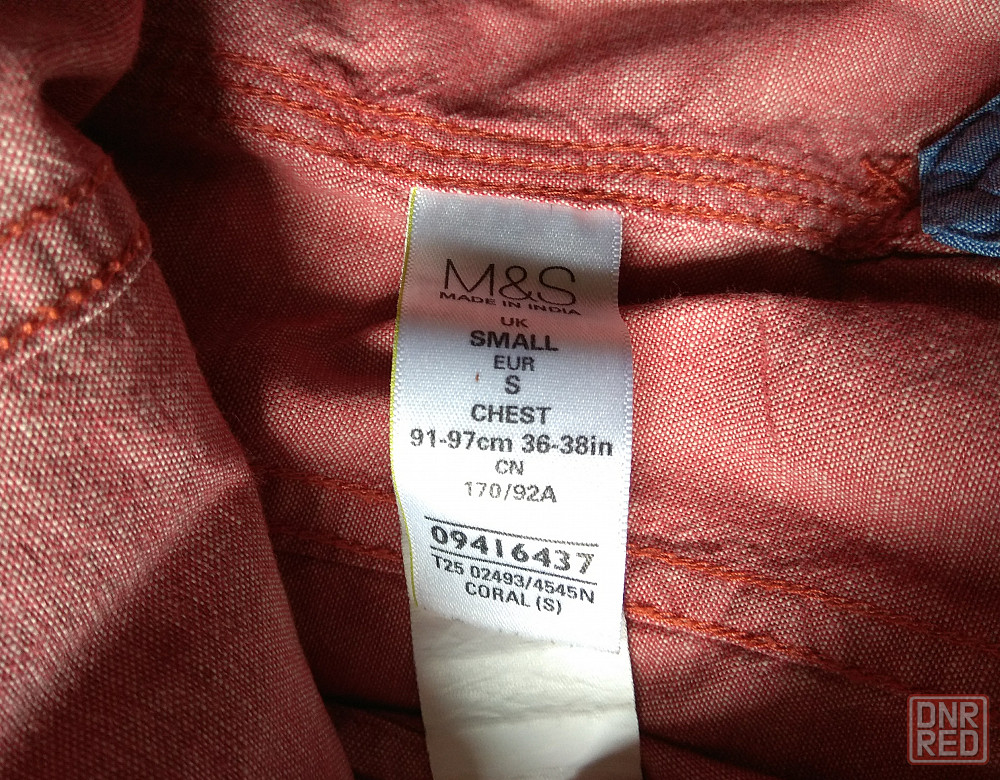 M&S
MADE IN INDIA
UK
SMALL
EUR
S
CHEST
91-97cm 36-38in
CN
170/92A
09416437
T25 02493/4545N
CORAL (S)
DNR
RED